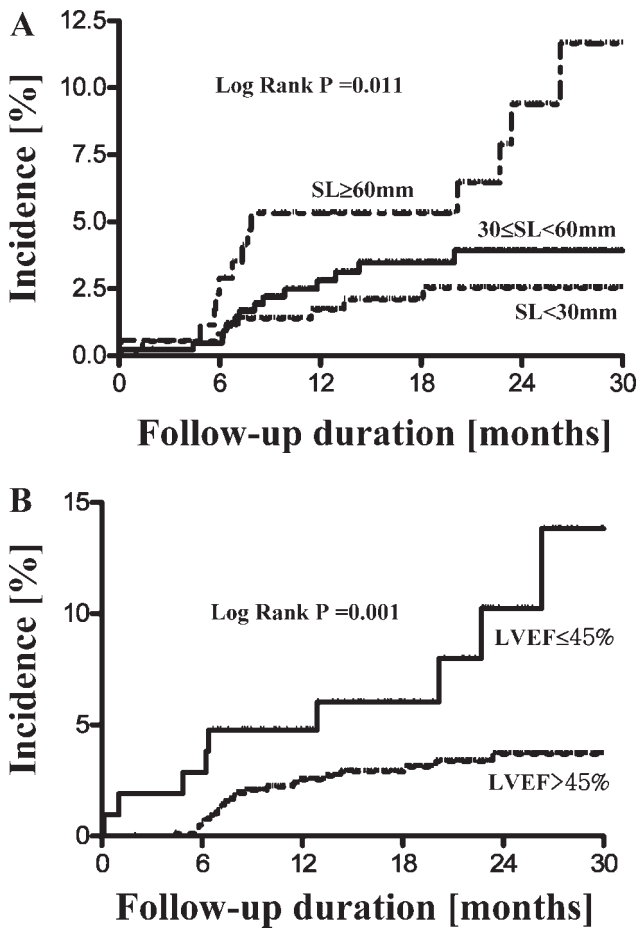 A
Incidence [%]
12.5
10.0
7.5
5.0
2.5
0.0
Log Rank P =0.011
SL≥60mm
30≤SL<60mm
SL<30mm
0 6 12 18 24 30
Follow-up duration [months]
B
Incidence [%]
15
10
5
0
Log Rank P =0.001
LVEF≤45%
LVEF>45%
0 6 12 18 24 30
Follow-up duration [months]